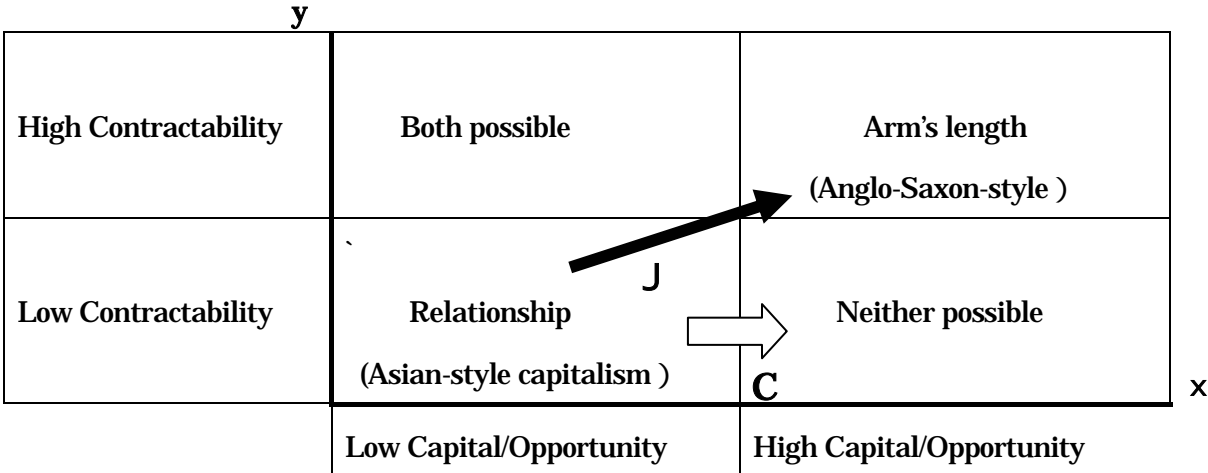 y
High Contractability
Both possible
Arm's length
(Anglo-Saxon-style )
`
J
Low Contractability
Relationship
Neither possible
(Asian-style capitalism )
C
x
Low Capital/Opportunity
High Capital/Opportunity